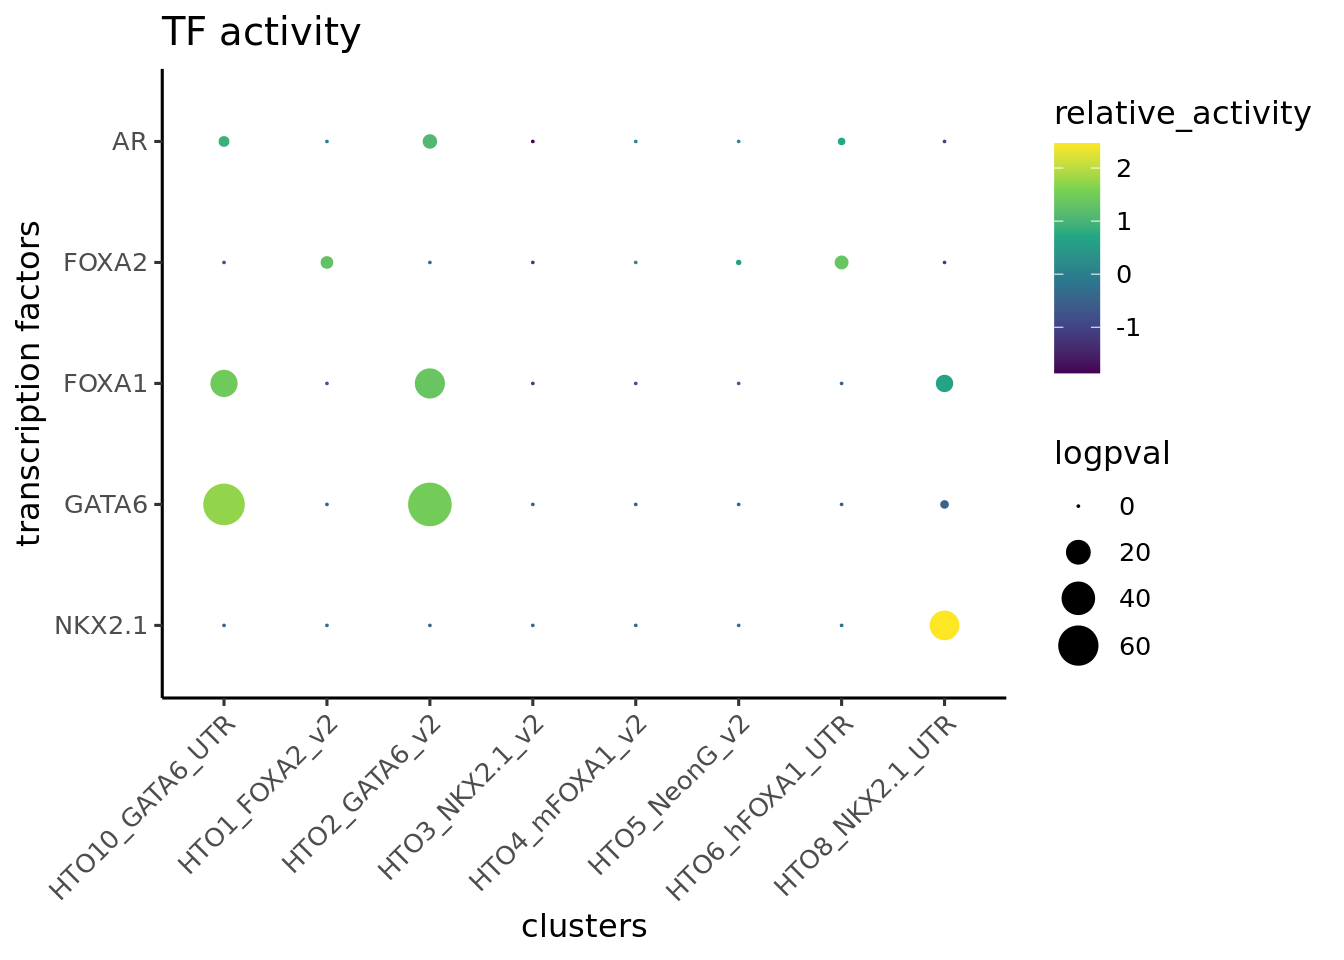 TF activity
transcription factors
AR
FOXA2
FOXA1
GATA6
NKX2.1
HTO10_GATA6_UTR
HTO1_FOXA2_v2
HTO2_GATA6_v2
HTO3_NKX2.1_v2
HTO4_mFOXA1_v2
HTO5_NeonG_v2
HTO6_hFOXA1_UTR
HTO8_NKX2.1_UTR
clusters
relative_activity
2
1
0
-1
logpval
0
20
40
60